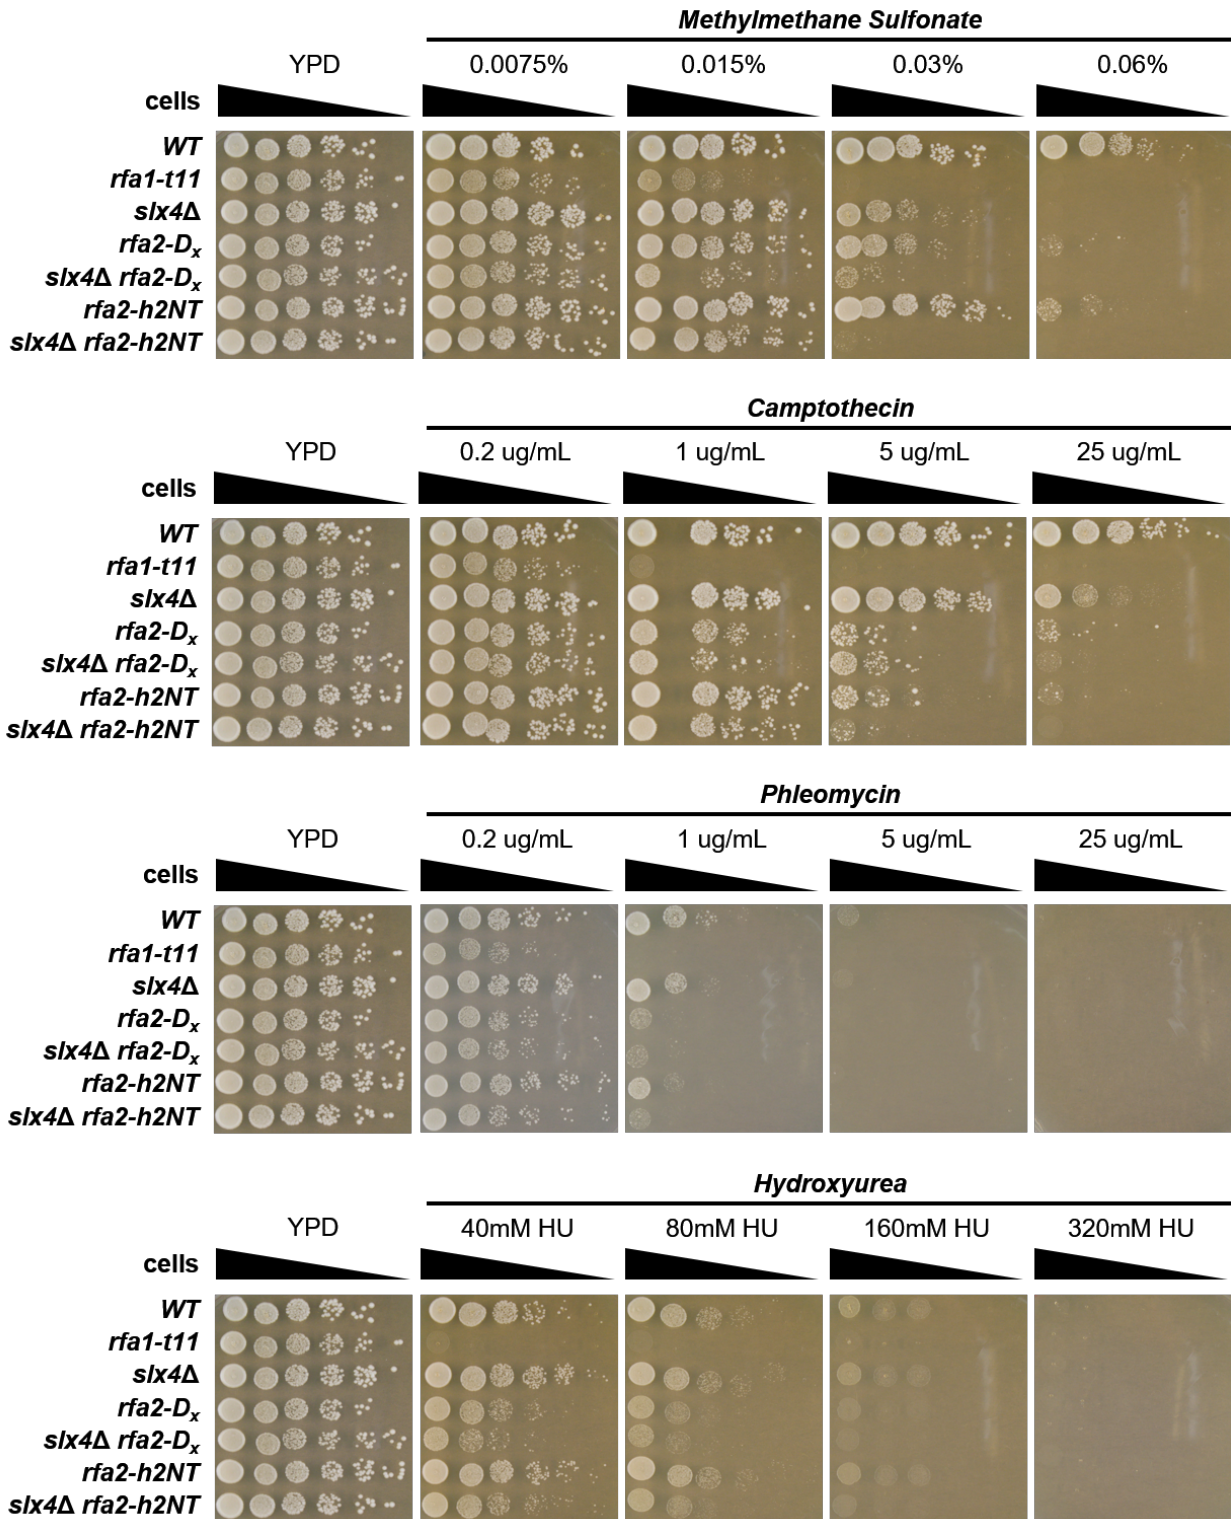 Methylmethane Sulfonate
YPD 0.0075% 0.015% 0.03% 0.06%
cells
WT
rfa1-t11
slx4Δ
rfa2-Dx
slx4Δ rfa2-Dx
rfa2-h2NT
slx4Δ rfa2-h2NT
Camptothecin
YPD 0.2 ug/mL 1 ug/mL 5 ug/mL 25 ug/mL
cells
WT
rfa1-t11
slx4Δ
rfa2-Dx
slx4Δ rfa2-Dx
rfa2-h2NT
slx4Δ rfa2-h2NT
Phleomycin
YPD 0.2 ug/mL 1 ug/mL 5 ug/mL 25 ug/mL
cells
WT
rfa1-t11
slx4Δ
rfa2-Dx
slx4Δ rfa2-Dx
rfa2-h2NT
slx4Δ rfa2-h2NT
Hydroxyurea
YPD 40mM HU 80mM HU 160mM HU 320mM HU
cells
WT
rfa1-t11
slx4Δ
rfa2-Dx
slx4Δ rfa2-Dx
rfa2-h2NT
slx4Δ rfa2-h2NT